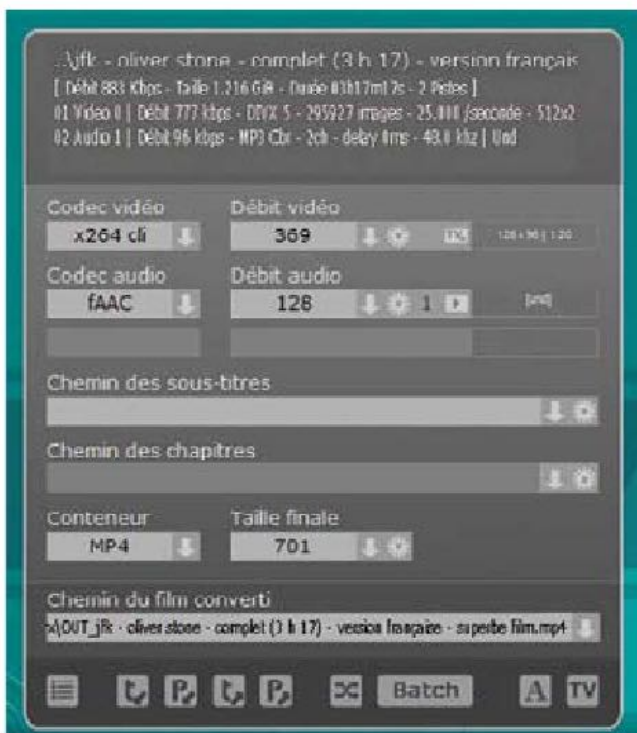 ..\jfk - oliver stone - complet (3 h 17) - version français
[ Débit 883 Kbps - Taille 1.216 GiB - Durée 03h17m17s - 2 Pistes ]
01 Video 0 | Débit 777 kbps - DIVX 5 - 295927 images - 25.000 /seconde - 512x2
02 Audio 1 | Débit 96 kbps - MP3 Cbr - 2ch - delay 0ms - 48.0 khz | Und
Codec vidéo Débit vidéo
x264 cli 369
Codec audio Débit audio
fAAC 128 1 [und]
Chemin des sous-titres
Chemin des chapitres
Conteneur Taille finale
MP4 701
Chemin du film converti
\OUT_jfk - oliver stone - complet (3 h 17) - version française - superbe film.mp4
Batch A TV